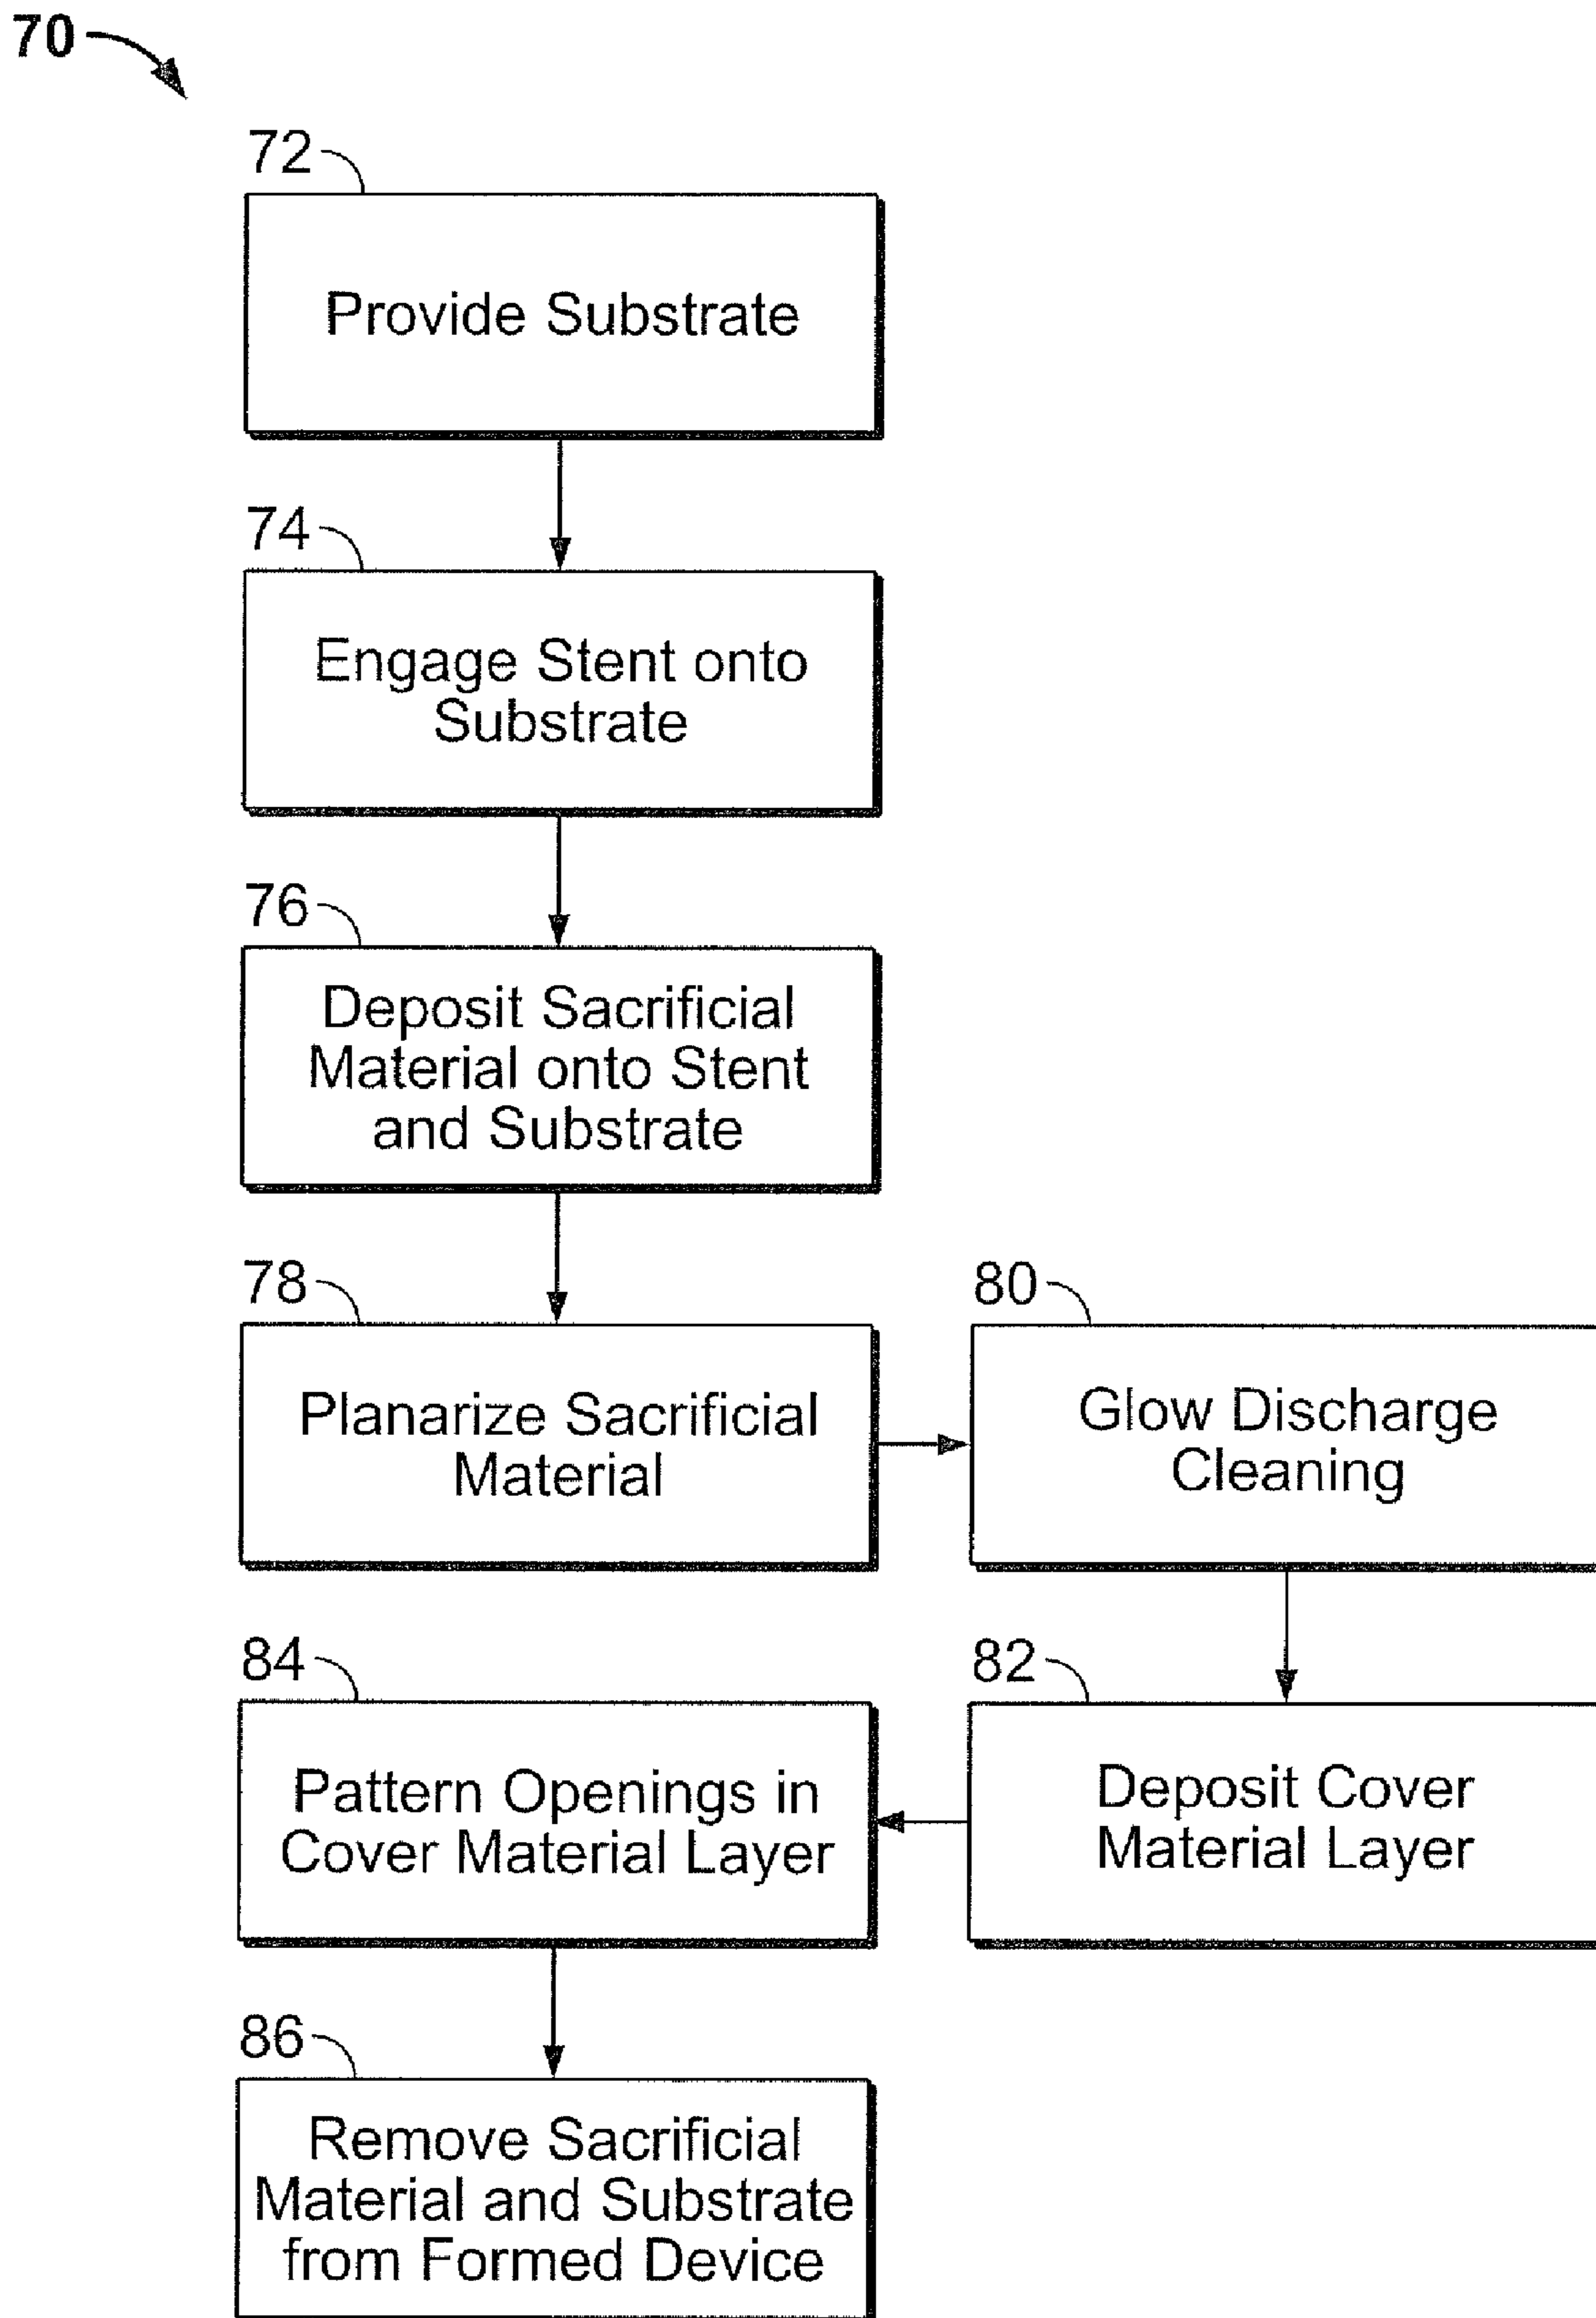 70
72
Provide Substrate
74
Engage Stent onto
Substrate
76
Deposit Sacrificial
Material onto Stent
and Substrate
78
Planarize Sacrificial
Material
80
Glow Discharge
Cleaning
82
Deposit Cover
Material Layer
84
Pattern Openings in
Cover Material Layer
86
Remove Sacrificial
Material and Substrate
from Formed Device